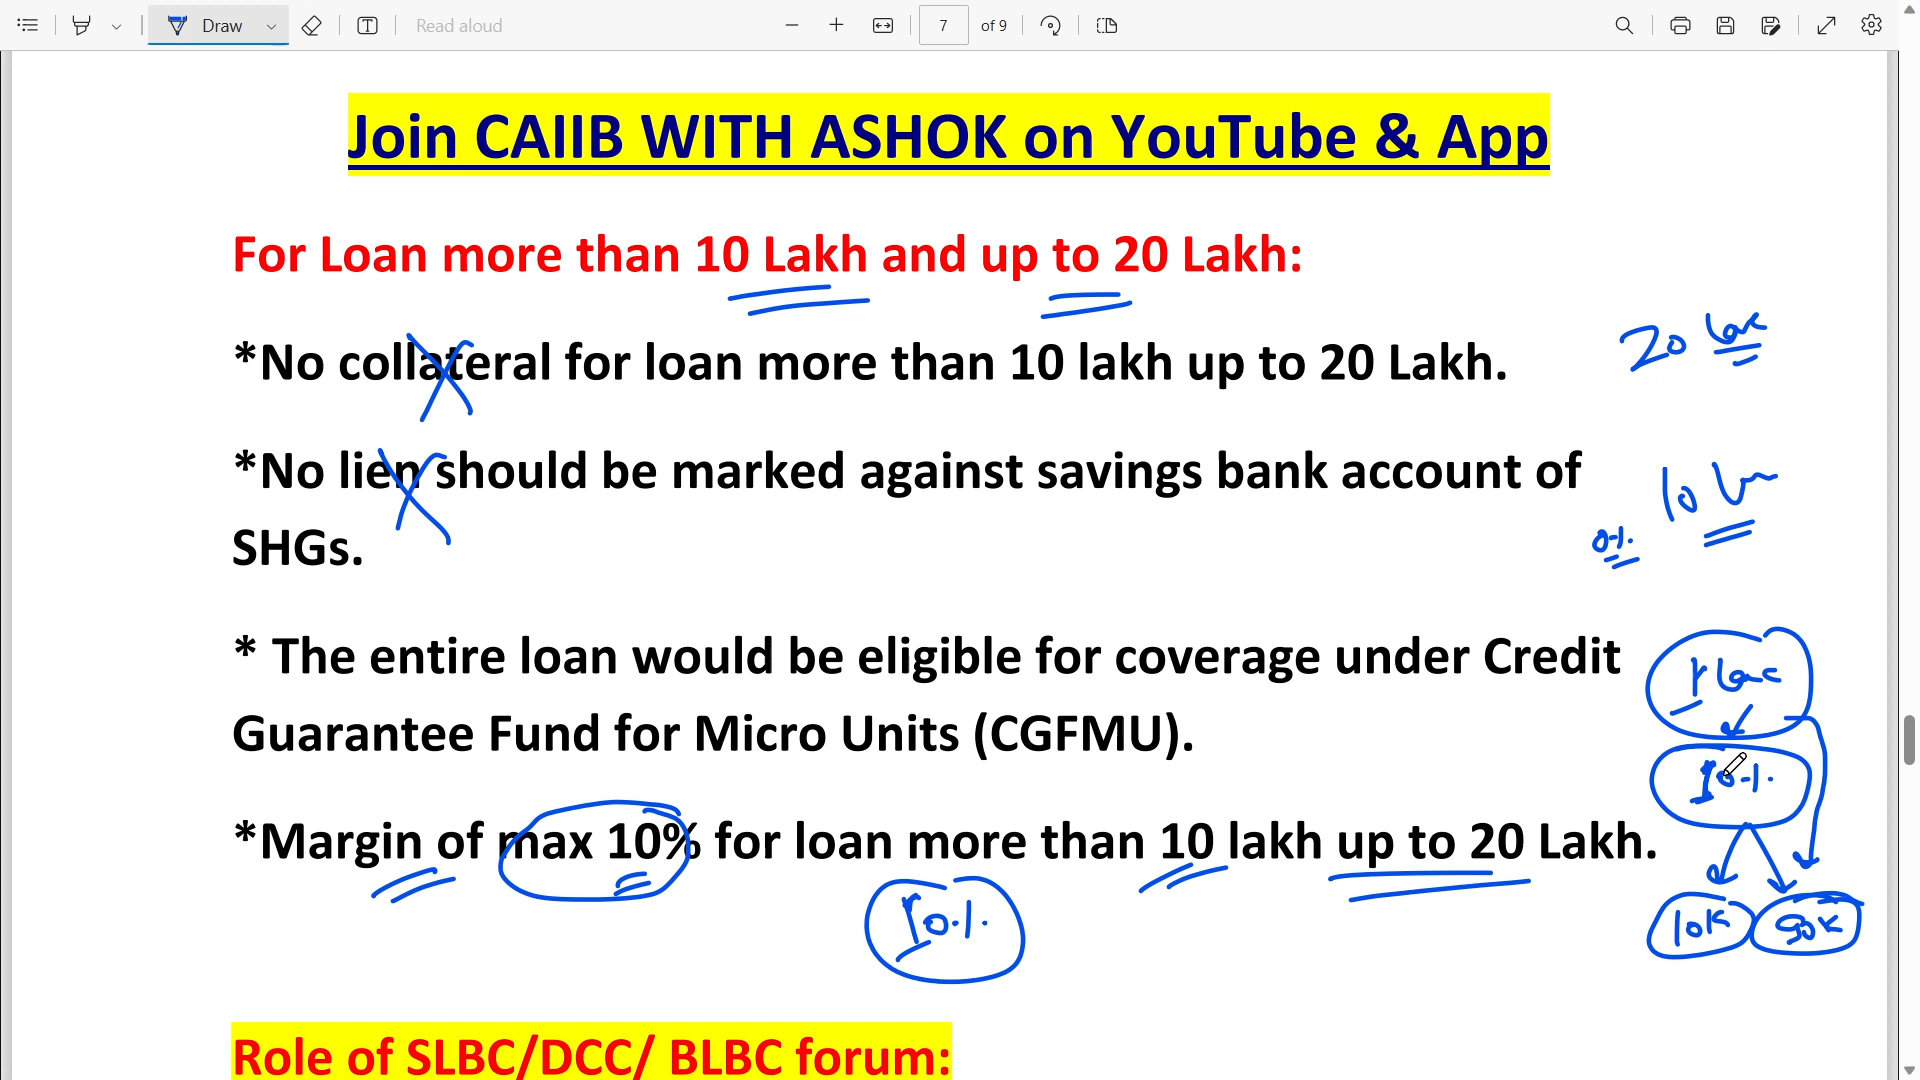 Draw
Read aloud
7
of 9
Join CAIIB WITH ASHOK on YouTube & App
For Loan more than 10 Lakh and up to 20 Lakh:
*No collateral for loan more than 10 lakh up to 20 Lakh.
20 Lac
*No lien should be marked against savings bank account of
SHGs.
10
0%
* The entire loan would be eligible for coverage under Credit
Guarantee Fund for Micro Units (CGFMU).
1 Lac
10%
*Margin of max 10% for loan more than 10 lakh up to 20 Lakh.
10%
10K
90K
Role of SLBC/DCC/ BLBC forum: